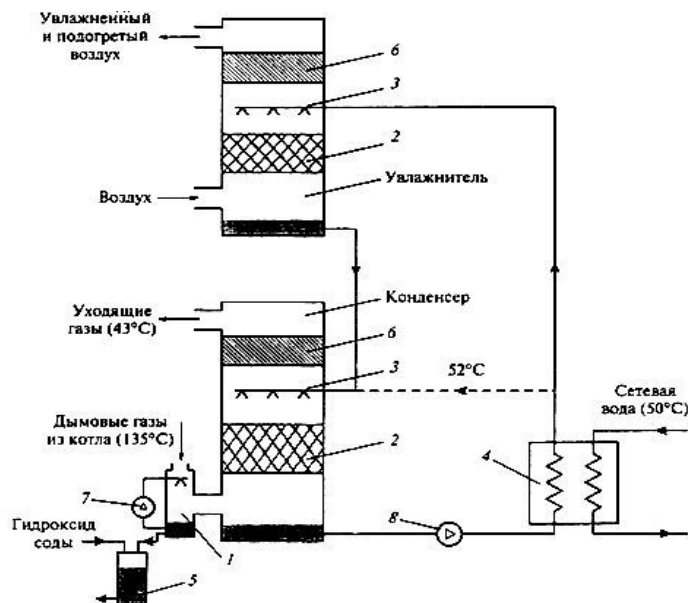 Увлажненный
и подогретый
воздух
6
3
2
Увлажнитель
Воздух
Конденсер
Уходящие
газы (43°C)
6
3
52°C
Сетевая
вода (50°C)
Дымовые газы
из котла (135°C)
2
4
7
8
Гидроксид
соды
1
5